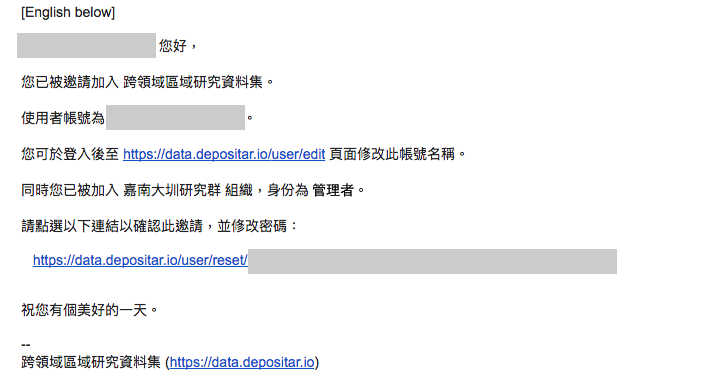 [English below]
您好，
您已被邀請加入 跨領域區域研究資料集。
使用者帳號為 。
您可於登入後至 https://data.depositar.io/user/edit 頁面修改此帳號名稱。
同時您已被加入 嘉南大圳研究群 組織，身份為 管理者。
請點選以下連結以確認此邀請，並修改密碼：
https://data.depositar.io/user/reset/
祝您有個美好的一天。
--
跨領域區域研究資料集 (https://data.depositar.io)